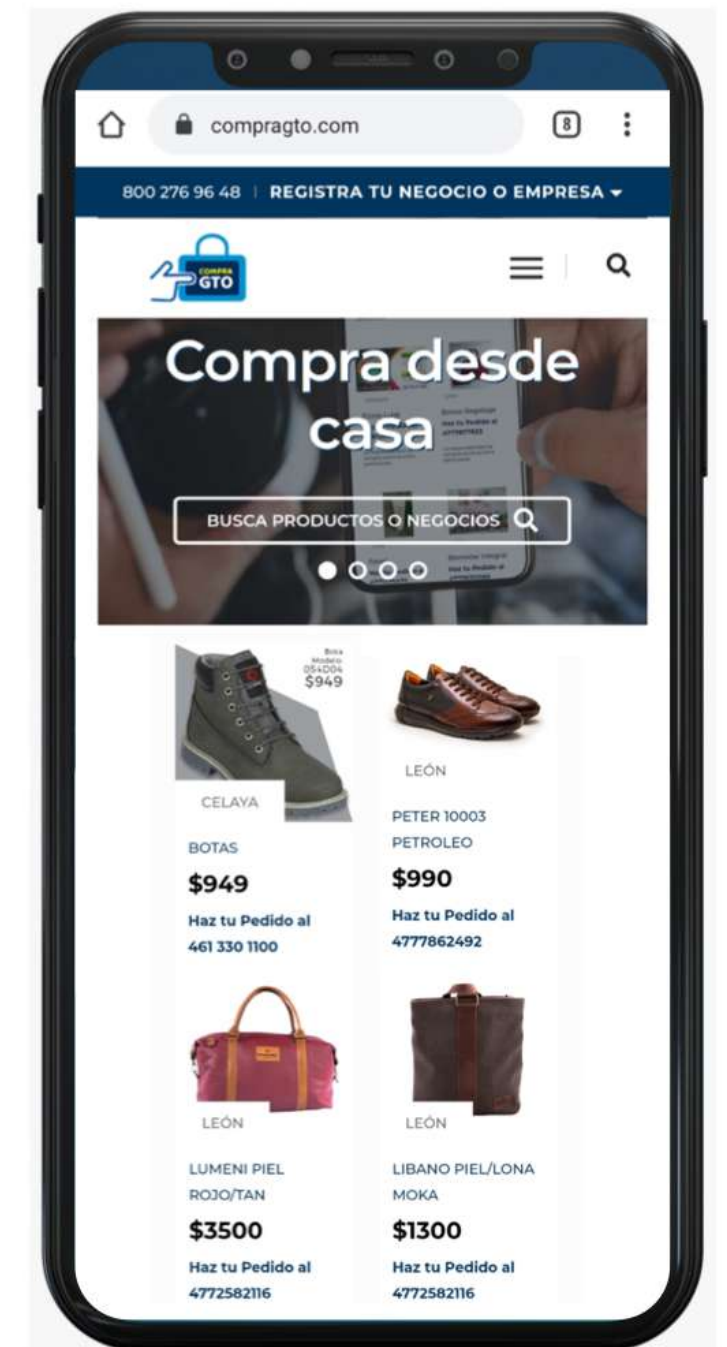 compragto.com
8
800 276 96 48 | REGISTRA TU NEGOCIO O EMPRESA
COMPRA
GTO
Compra desde
casa
BUSCA PRODUCTOS O NEGOCIOS
Bota
Modelo
054D04
$949
CELAYA
BOTAS
$949
Haz tu Pedido al
461 330 1100
LEÓN
PETER 10003
PETROLEO
$990
Haz tu Pedido al
4777862492
LEÓN
LUMENI PIEL
ROJO/TAN
$3500
Haz tu Pedido al
4772582116
LEÓN
LIBANO PIEL/LONA
MOKA
$1300
Haz tu Pedido al
4772582116